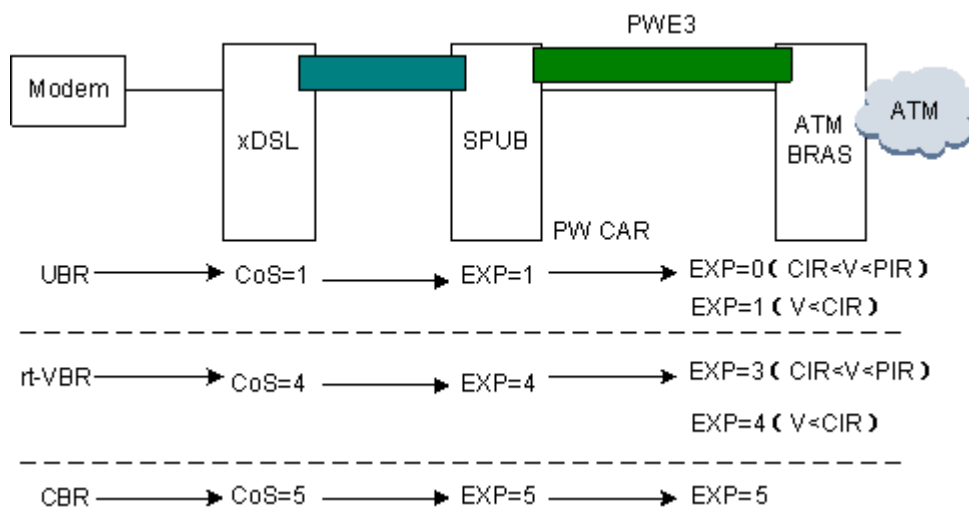 PWE3
Modem
xDSL
SPUB
ATM
BRAS
ATM
PW CAR
UBR CoS=1 EXP=1 EXP=0 ( CIR<V<PIR )
EXP=1 ( V<CIR )
rt-VBR CoS=4 EXP=4 EXP=3 ( CIR<V<PIR )
EXP=4 ( V<CIR )
CBR CoS=5 EXP=5 EXP=5